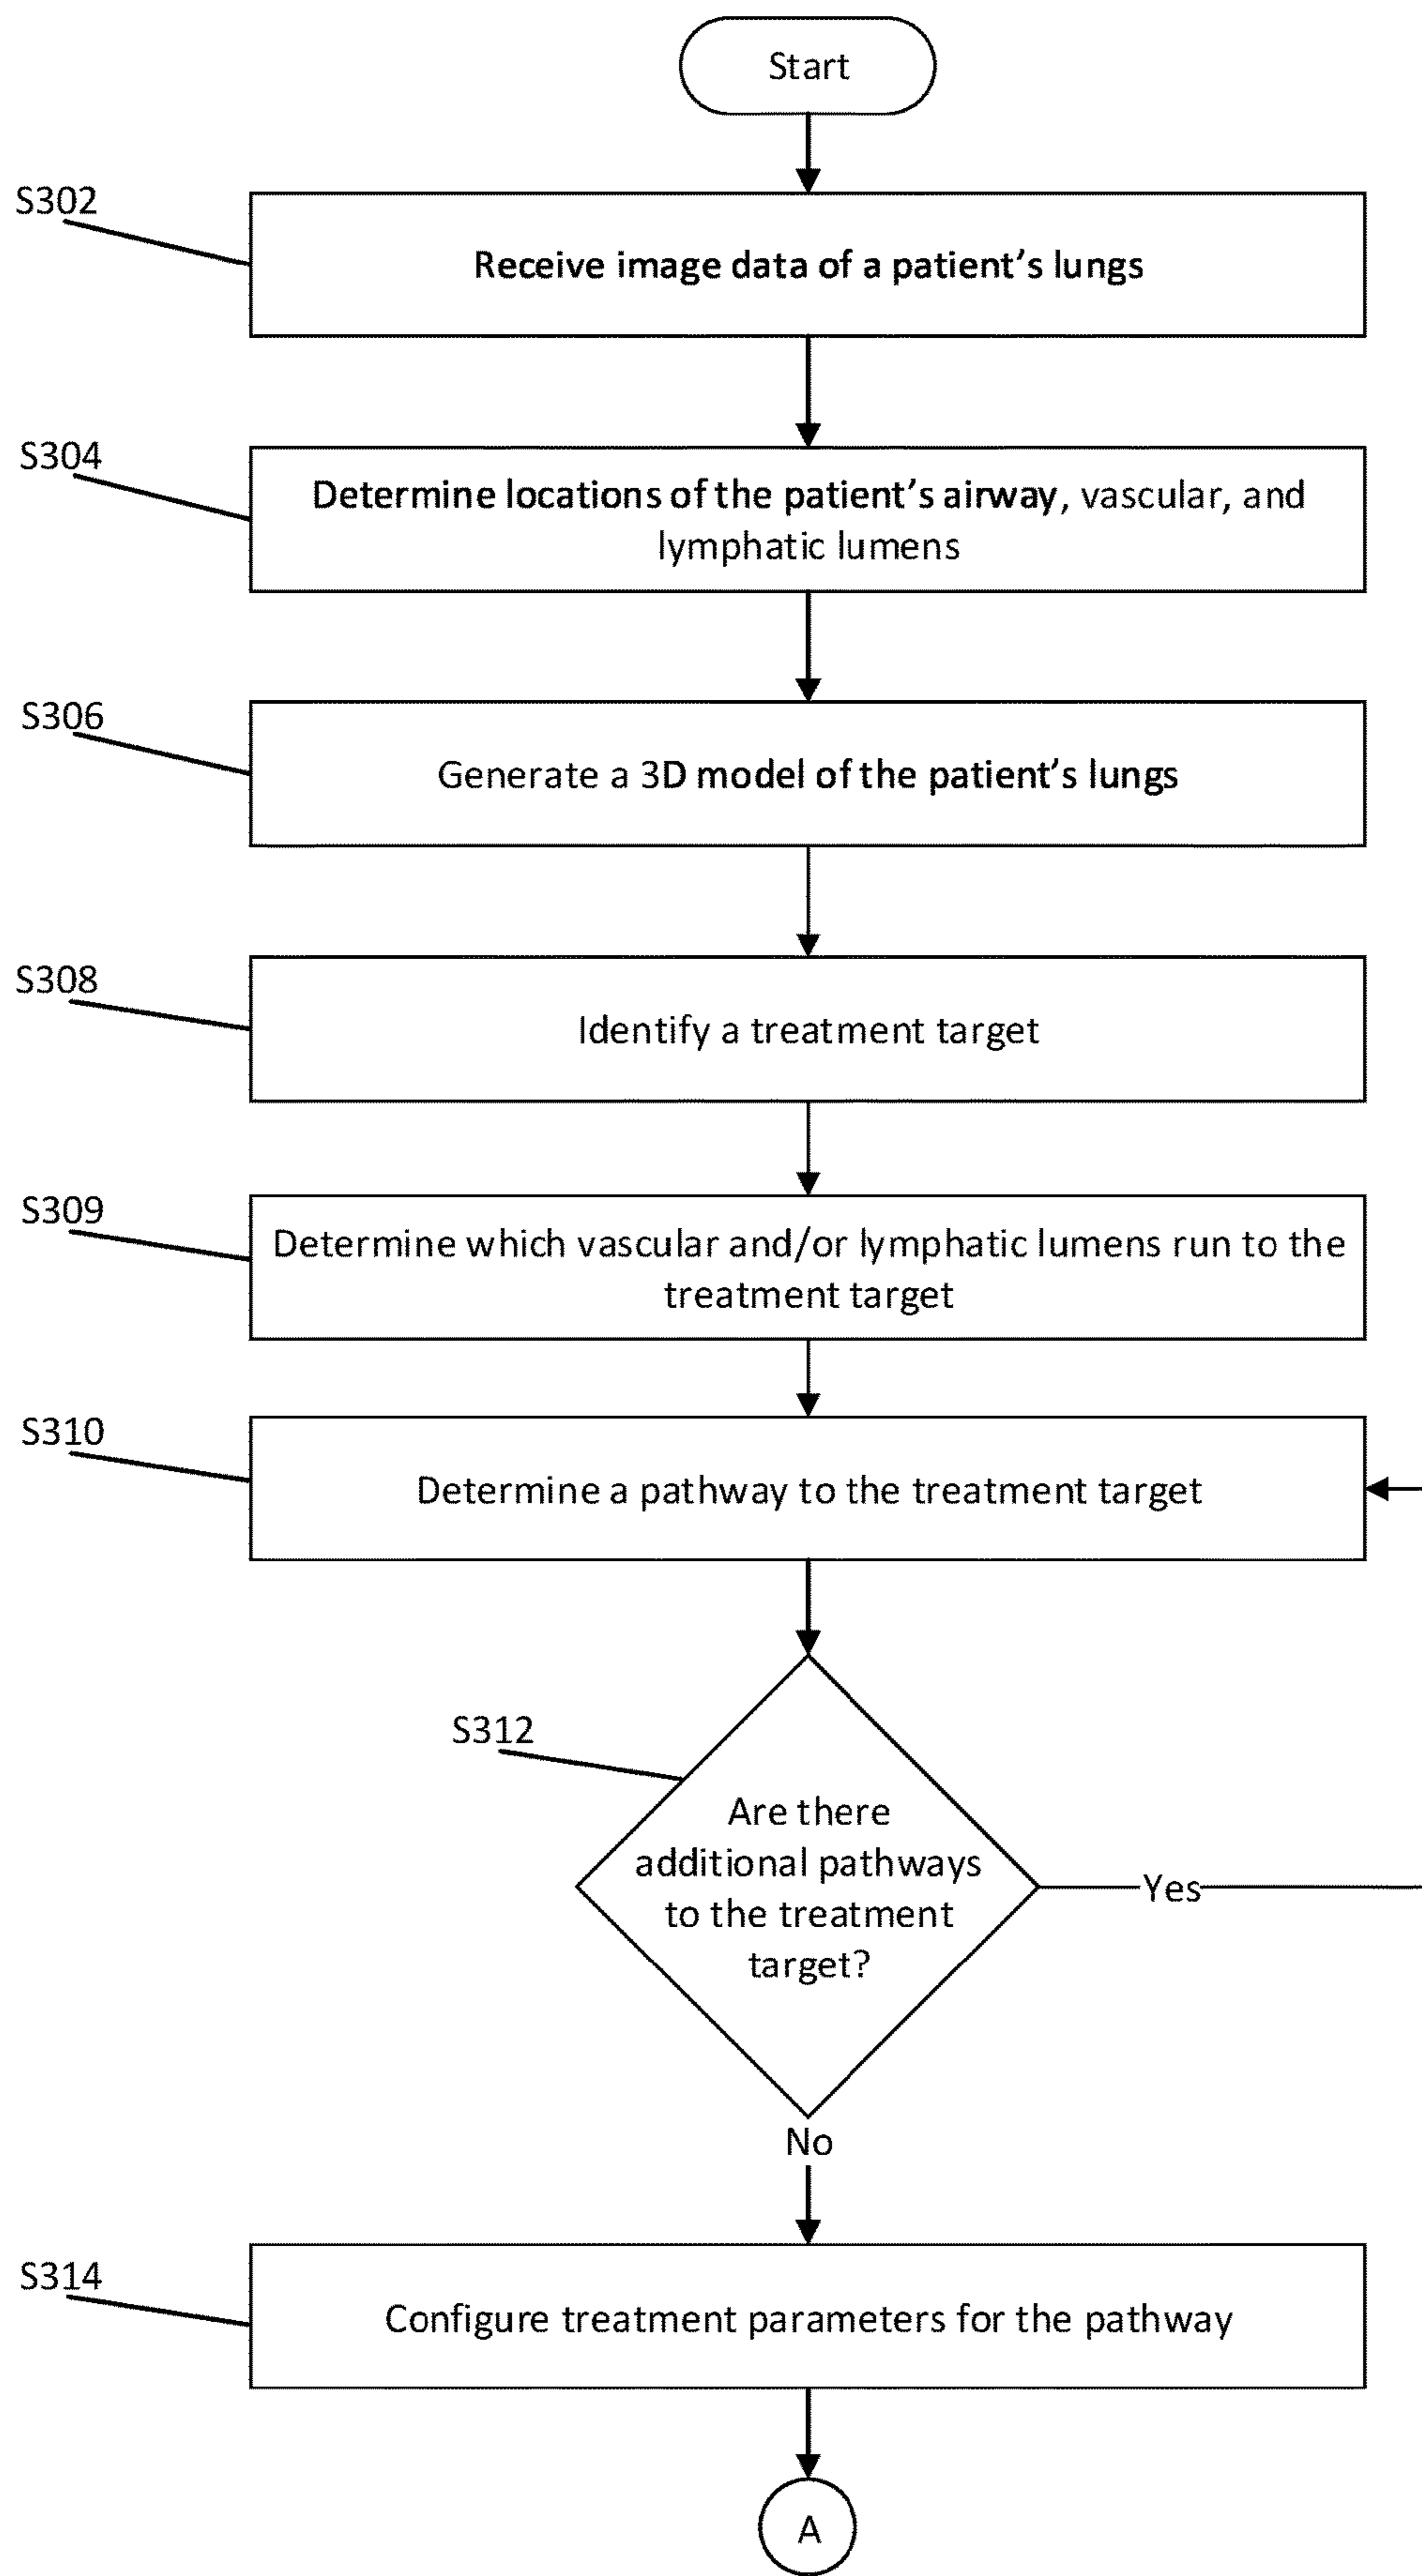 Start
S302
Receive image data of a patient's lungs
S304
Determine locations of the patient's airway, vascular, and
lymphatic lumens
S306
Generate a 3D model of the patient's lungs
S308
Identify a treatment target
S309
Determine which vascular and/or lymphatic lumens run to the
treatment target
S310
Determine a pathway to the treatment target
S312
Are there
additional pathways
to the treatment
target?
Yes
No
S314
Configure treatment parameters for the pathway
A